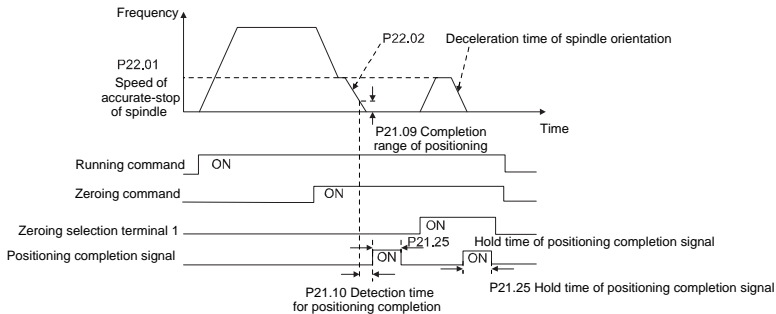 Frequency
P22.02
Deceleration time of spindle orientation
P22.01
Speed of
accurate-stop
of spindle
Time
P21.09 Completion
range of positioning
Running command
ON
Zeroing command
ON
Zeroing selection terminal 1
ON
P21.25
Hold time of positioning completion signal
Positioning completion signal
ON
ON
P21.25 Hold time of positioning completion signal
P21.10 Detection time
for positioning completion